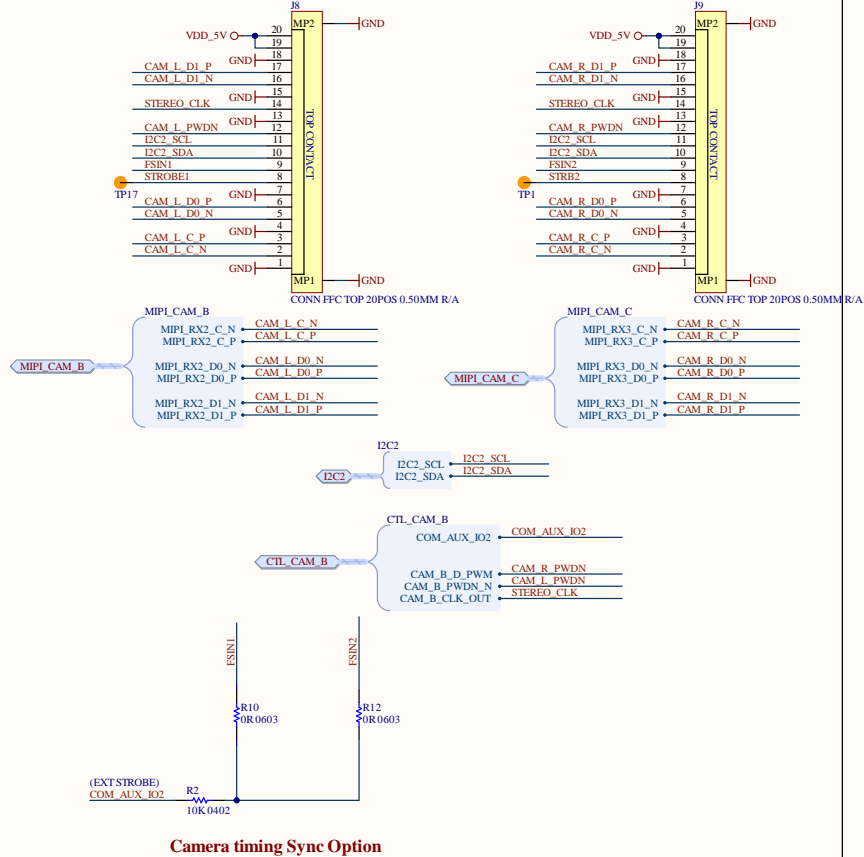 J8
MP2
GND
VDD_5V
20
19
GND
18
CAM_L_D1_P
17
CAM_L_D1_N
16
GND
15
STEREO_CLK
14
GND
13
CAM_L_PWDN
12
I2C2_SCL
11
I2C2_SDA
10
FSIN1
9
STROBE1
8
TP17
GND
7
CAM_L_D0_P
6
CAM_L_D0_N
5
GND
4
CAM_L_C_P
3
CAM_L_C_N
2
GND
1
TOP CONTACT
MP1
GND
CONN FFC TOP 20POS 0.50MM R/A
J9
MP2
GND
VDD_5V
20
19
GND
18
CAM_R_D1_P
17
CAM_R_D1_N
16
GND
15
STEREO_CLK
14
GND
13
CAM_R_PWDN
12
I2C2_SCL
11
I2C2_SDA
10
FSIN2
9
STRB2
8
TP1
GND
7
CAM_R_D0_P
6
CAM_R_D0_N
5
GND
4
CAM_R_C_P
3
CAM_R_C_N
2
GND
1
TOP CONTACT
MP1
GND
CONN FFC TOP 20POS 0.50MM R/A
MIPI_CAM_B
MIPI_CAM_B
MIPI_RX2_C_N CAM_L_C_N
MIPI_RX2_C_P CAM_L_C_P
MIPI_RX2_D0_N CAM_L_D0_N
MIPI_RX2_D0_P CAM_L_D0_P
MIPI_RX2_D1_N CAM_L_D1_N
MIPI_RX2_D1_P CAM_L_D1_P
MIPI_CAM_C
MIPI_CAM_C
MIPI_RX3_C_N CAM_R_C_N
MIPI_RX3_C_P CAM_R_C_P
MIPI_RX3_D0_N CAM_R_D0_N
MIPI_RX3_D0_P CAM_R_D0_P
MIPI_RX3_D1_N CAM_R_D1_N
MIPI_RX3_D1_P CAM_R_D1_P
I2C2
I2C2
I2C2_SCL I2C2_SCL
I2C2_SDA I2C2_SDA
CTL_CAM_B
CTL_CAM_B
COM_AUX_IO2 COM_AUX_IO2
CAM_B_D_PWM CAM_R_PWDN
CAM_B_PWDN_N CAM_L_PWDN
CAM_B_CLK_OUT STEREO_CLK
FSIN1
FSIN2
R10
0R 0603
R12
0R 0603
(EXT STROBE)
COM_AUX_IO2
R2
10K 0402
Camera timing Sync Option